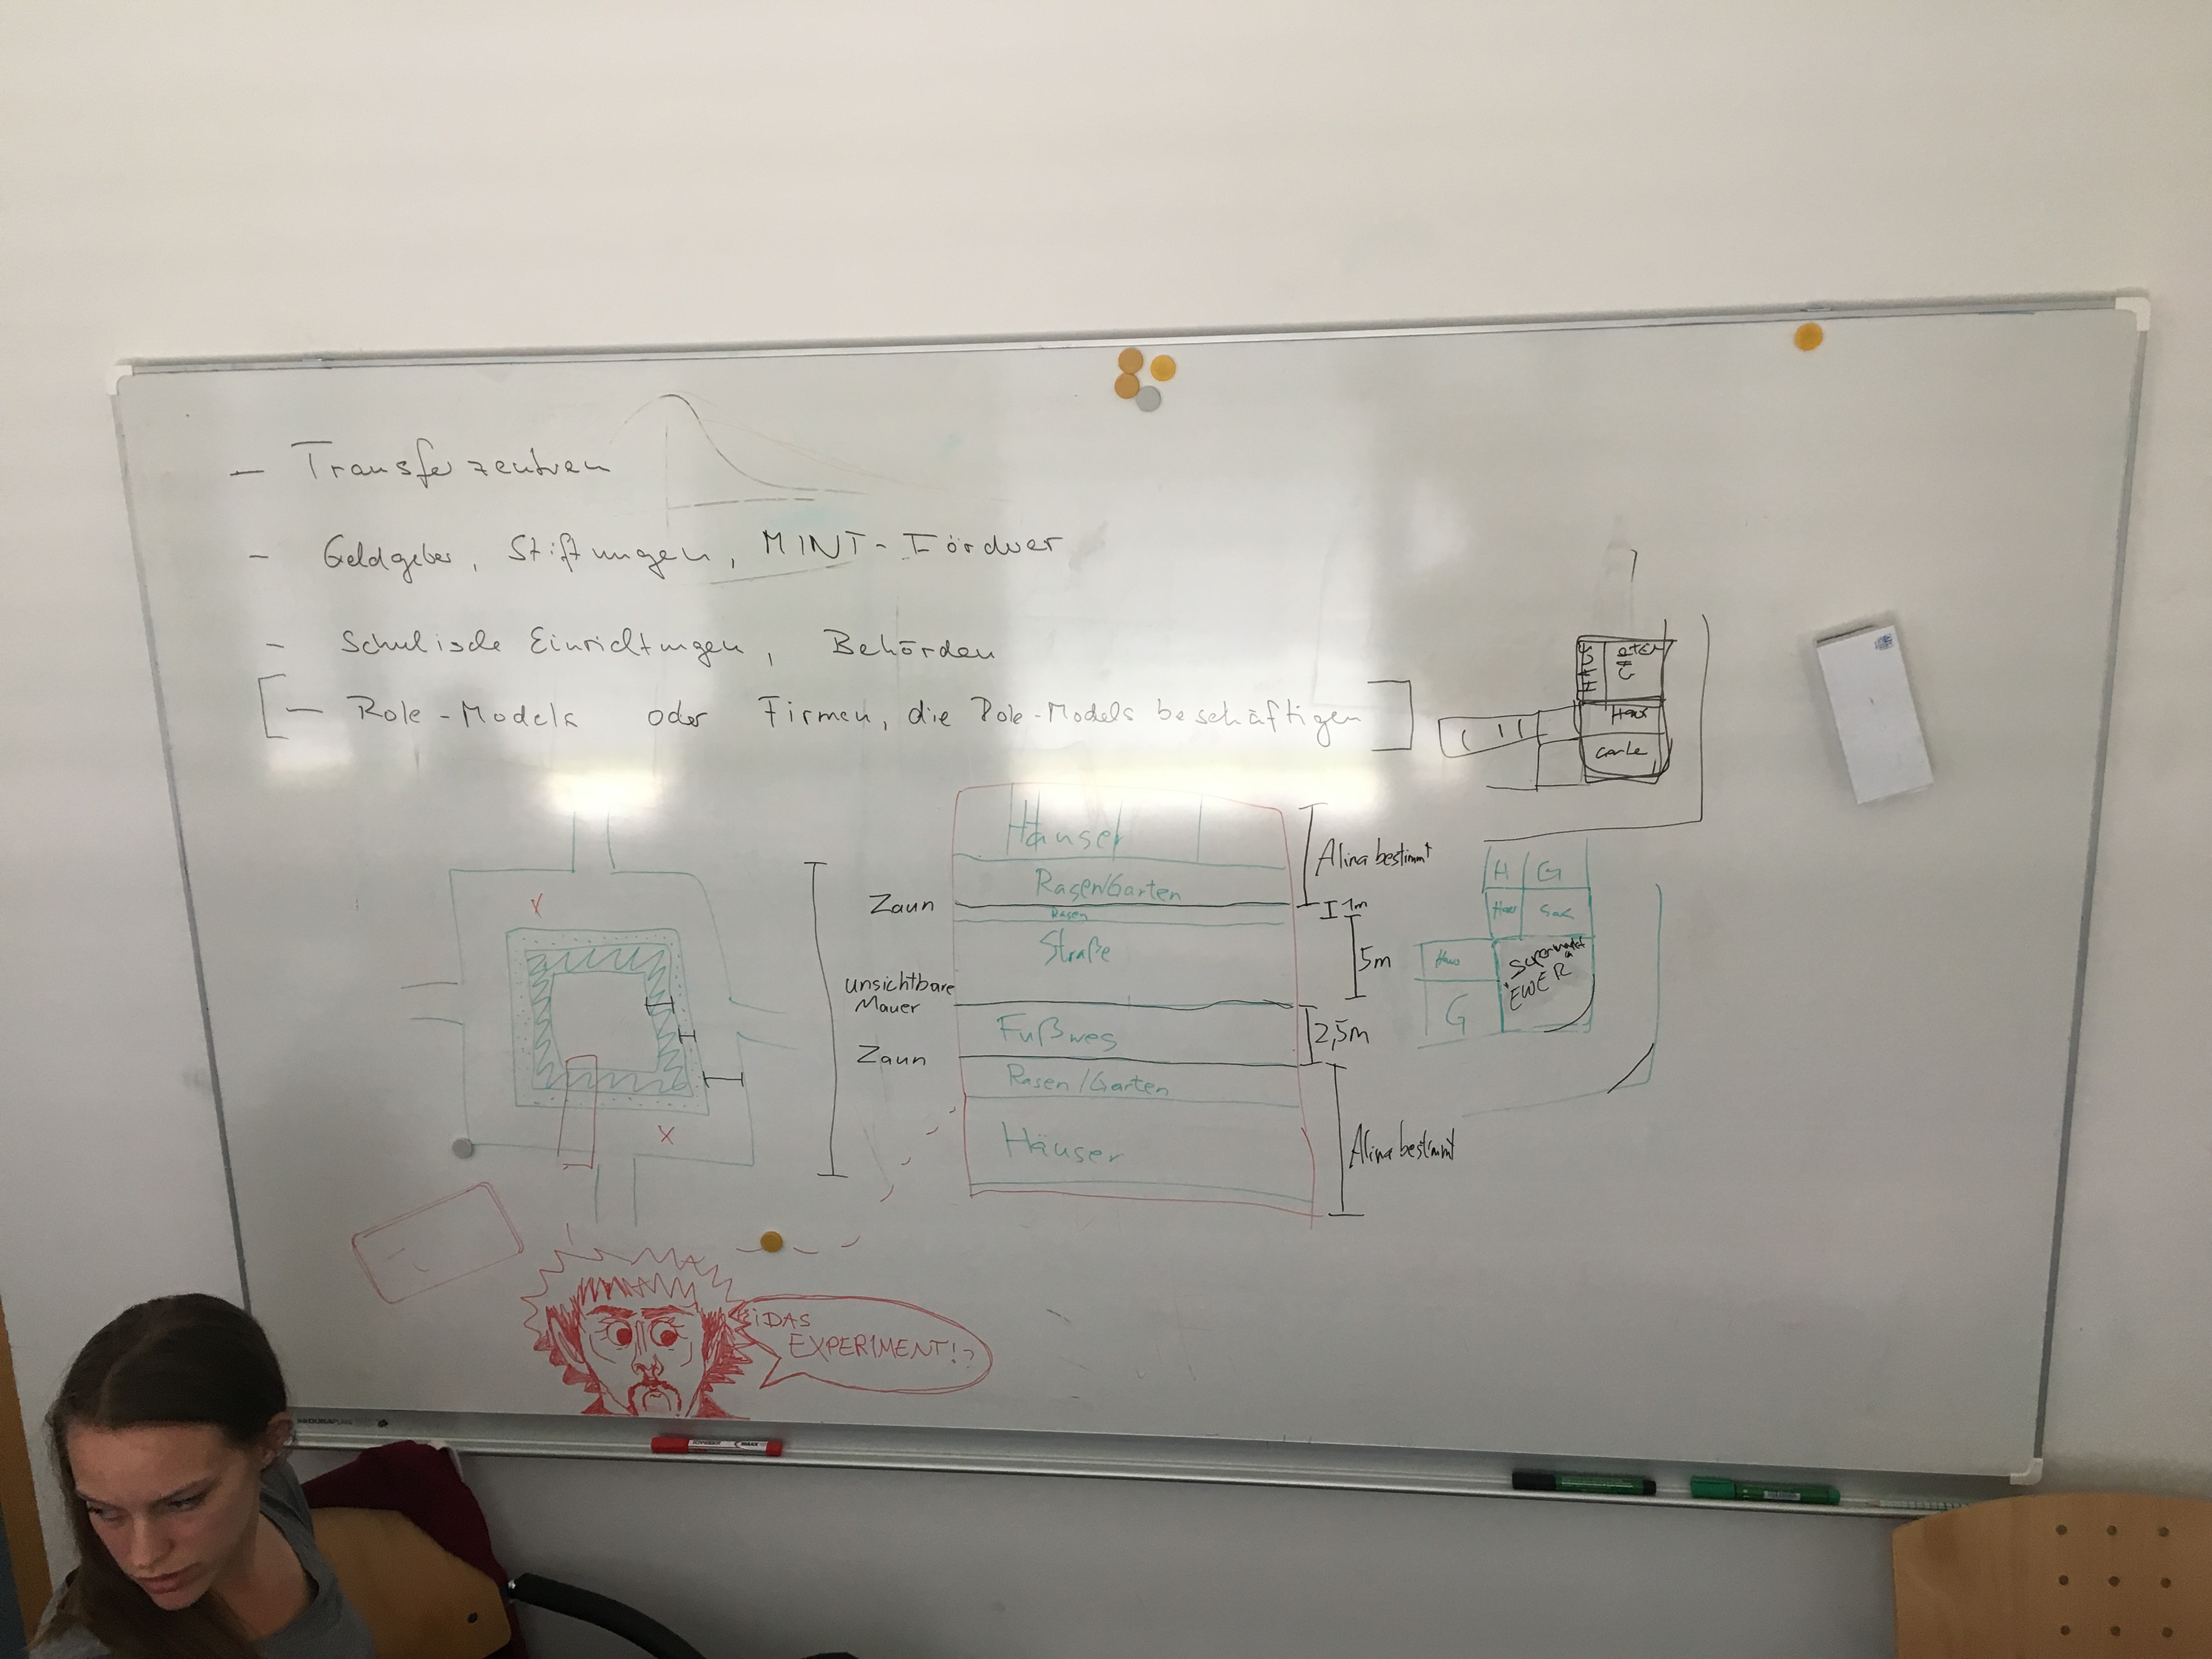 - Transferzentren
- Geldgeber, Stiftungen, MINT-Förderer
- Schulische Einrichtungen, Behörden
[- Role-Models oder Firmen, die Role-Models beschäftigen]
Haus
Garten
Haus
X
X
Häuser
Rasen/Garten
Zaun
Rasen
Straße
unsichtbare
Mauer
Fußweg
Zaun
Rasen/Garten
Häuser
Alina bestimmt
1m
5m
2,5m
Alina bestimmt
H G
Haus
Haus
G
Supermarkt
EWER
¡DAS
EXPERIMENT!?